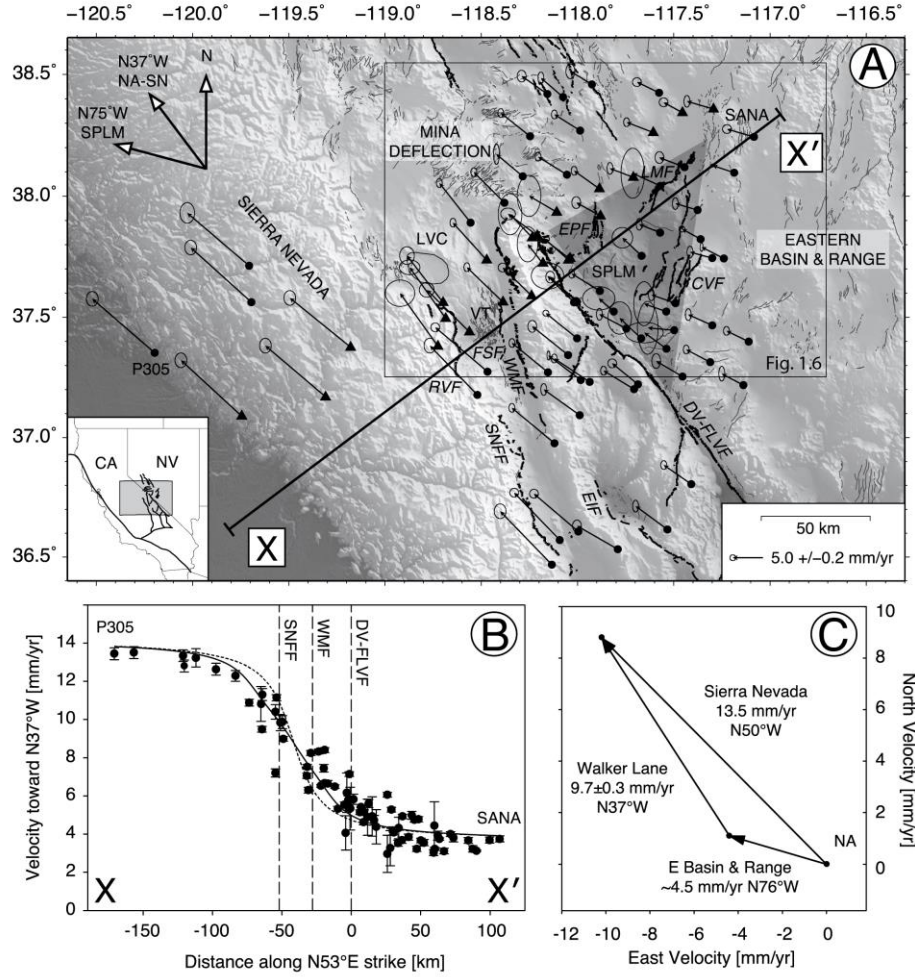 −120.5° −120.0° −119.5° −119.0° −118.5° −118.0° −117.5° −117.0° −116.5°
38.5°
38.0°
37.5°
37.0°
36.5°
A
N37°W
NA-SN
N
N75°W
SPLM
SANA
X′
MINA
DEFLECTION
LMF
SIERRA NEVADA
EPF
EASTERN
BASIN & RANGE
LVC
SPLM
CVF
VT
P305
FSF
WMF
Fig. 1.6
RVF
DV-FLVF
SNFF
EIF
CA NV
X
50 km
5.0 +/−0.2 mm/yr
B
P305
SNFF
WMF
DV-FLVF
SANA
X X′
Velocity toward N37°W [mm/yr]
14
12
10
8
6
4
2
0
-150 -100 -50 0 50 100
Distance along N53°E strike [km]
C
Sierra Nevada
13.5 mm/yr
N50°W
Walker Lane
9.7±0.3 mm/yr
N37°W
NA
E Basin & Range
~4.5 mm/yr N76°W
10
8
6
4
2
0
North Velocity [mm/yr]
-12 -10 -8 -6 -4 -2 0
East Velocity [mm/yr]